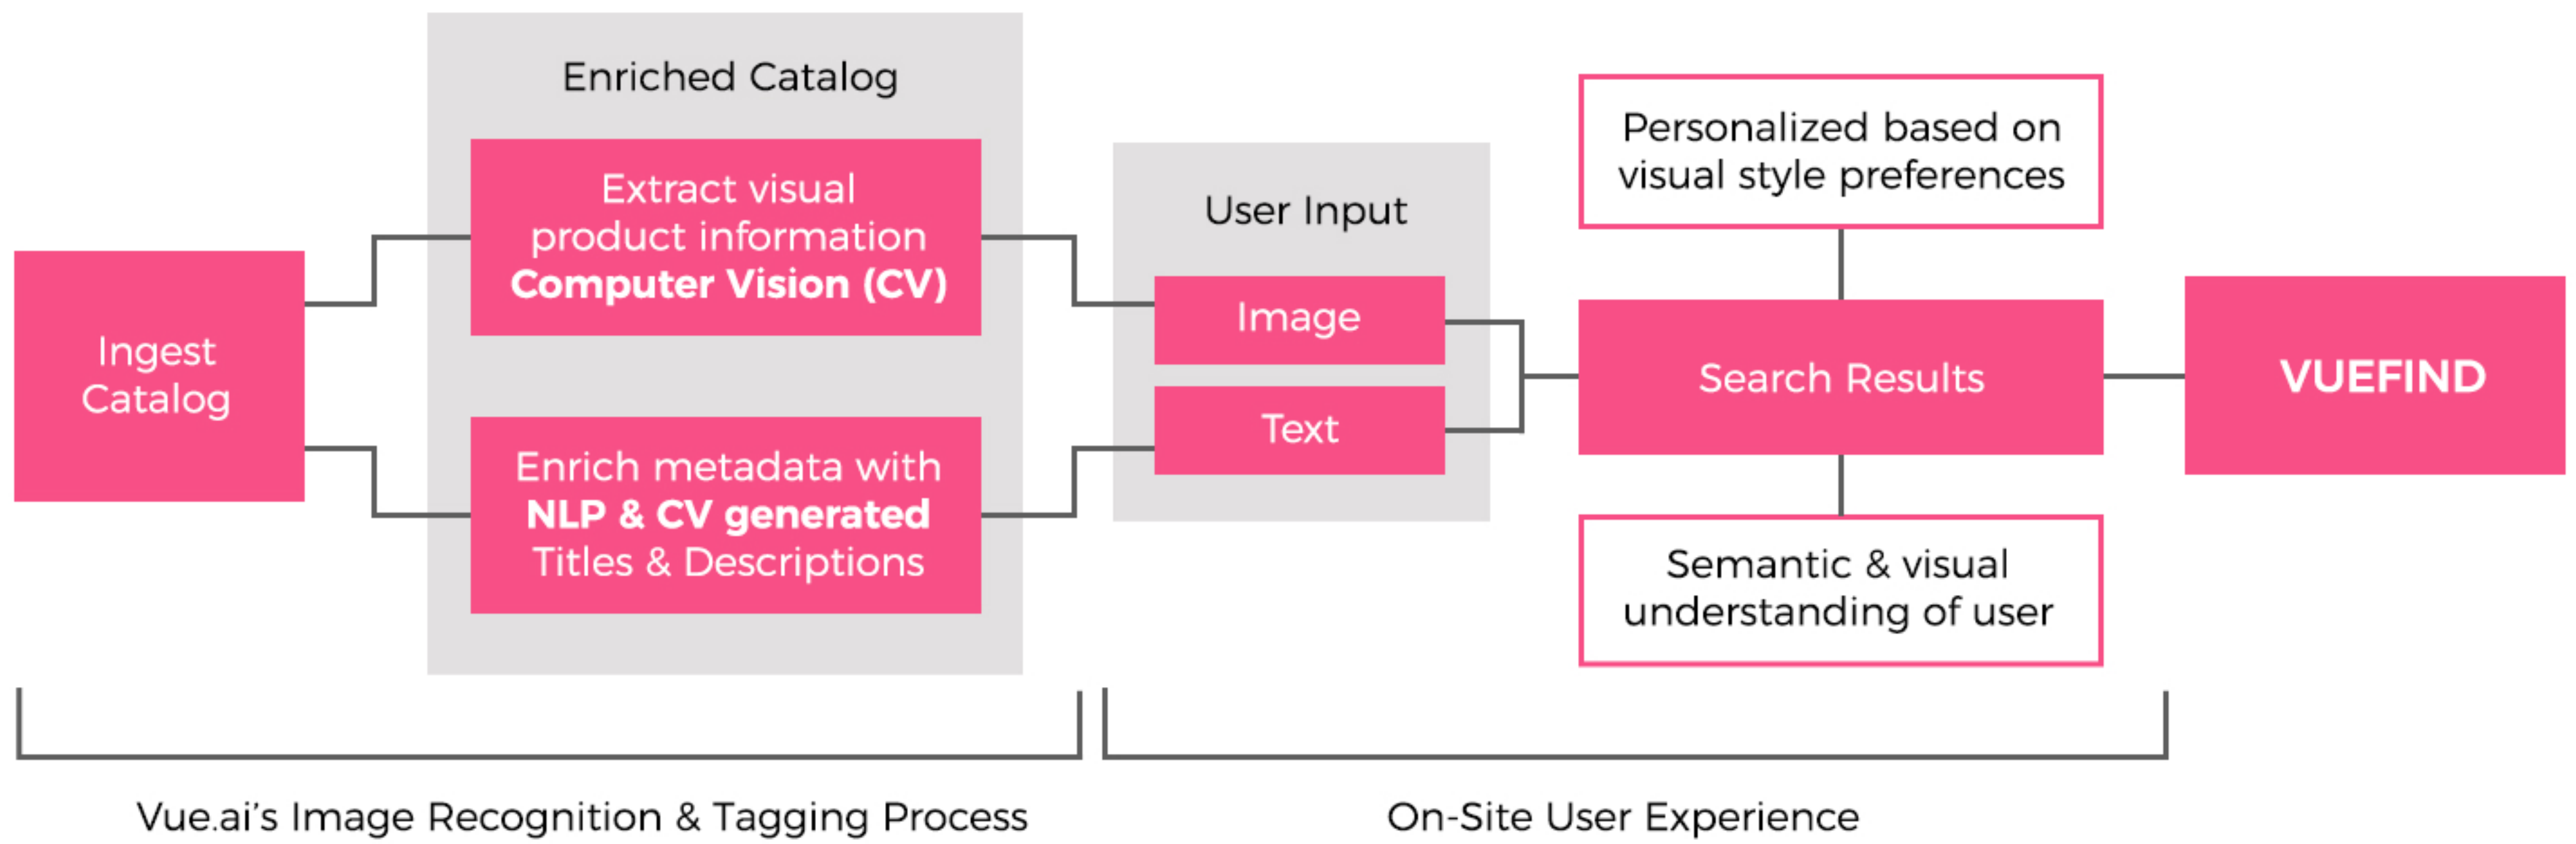 Enriched Catalog
Extract visual
product information
Computer Vision (CV)
Ingest
Catalog
Enrich metadata with
NLP & CV generated
Titles & Descriptions
User Input
Image
Text
Personalized based on
visual style preferences
Search Results
Semantic & visual
understanding of user
VUEFIND
Vue.ai’s Image Recognition & Tagging Process
On-Site User Experience